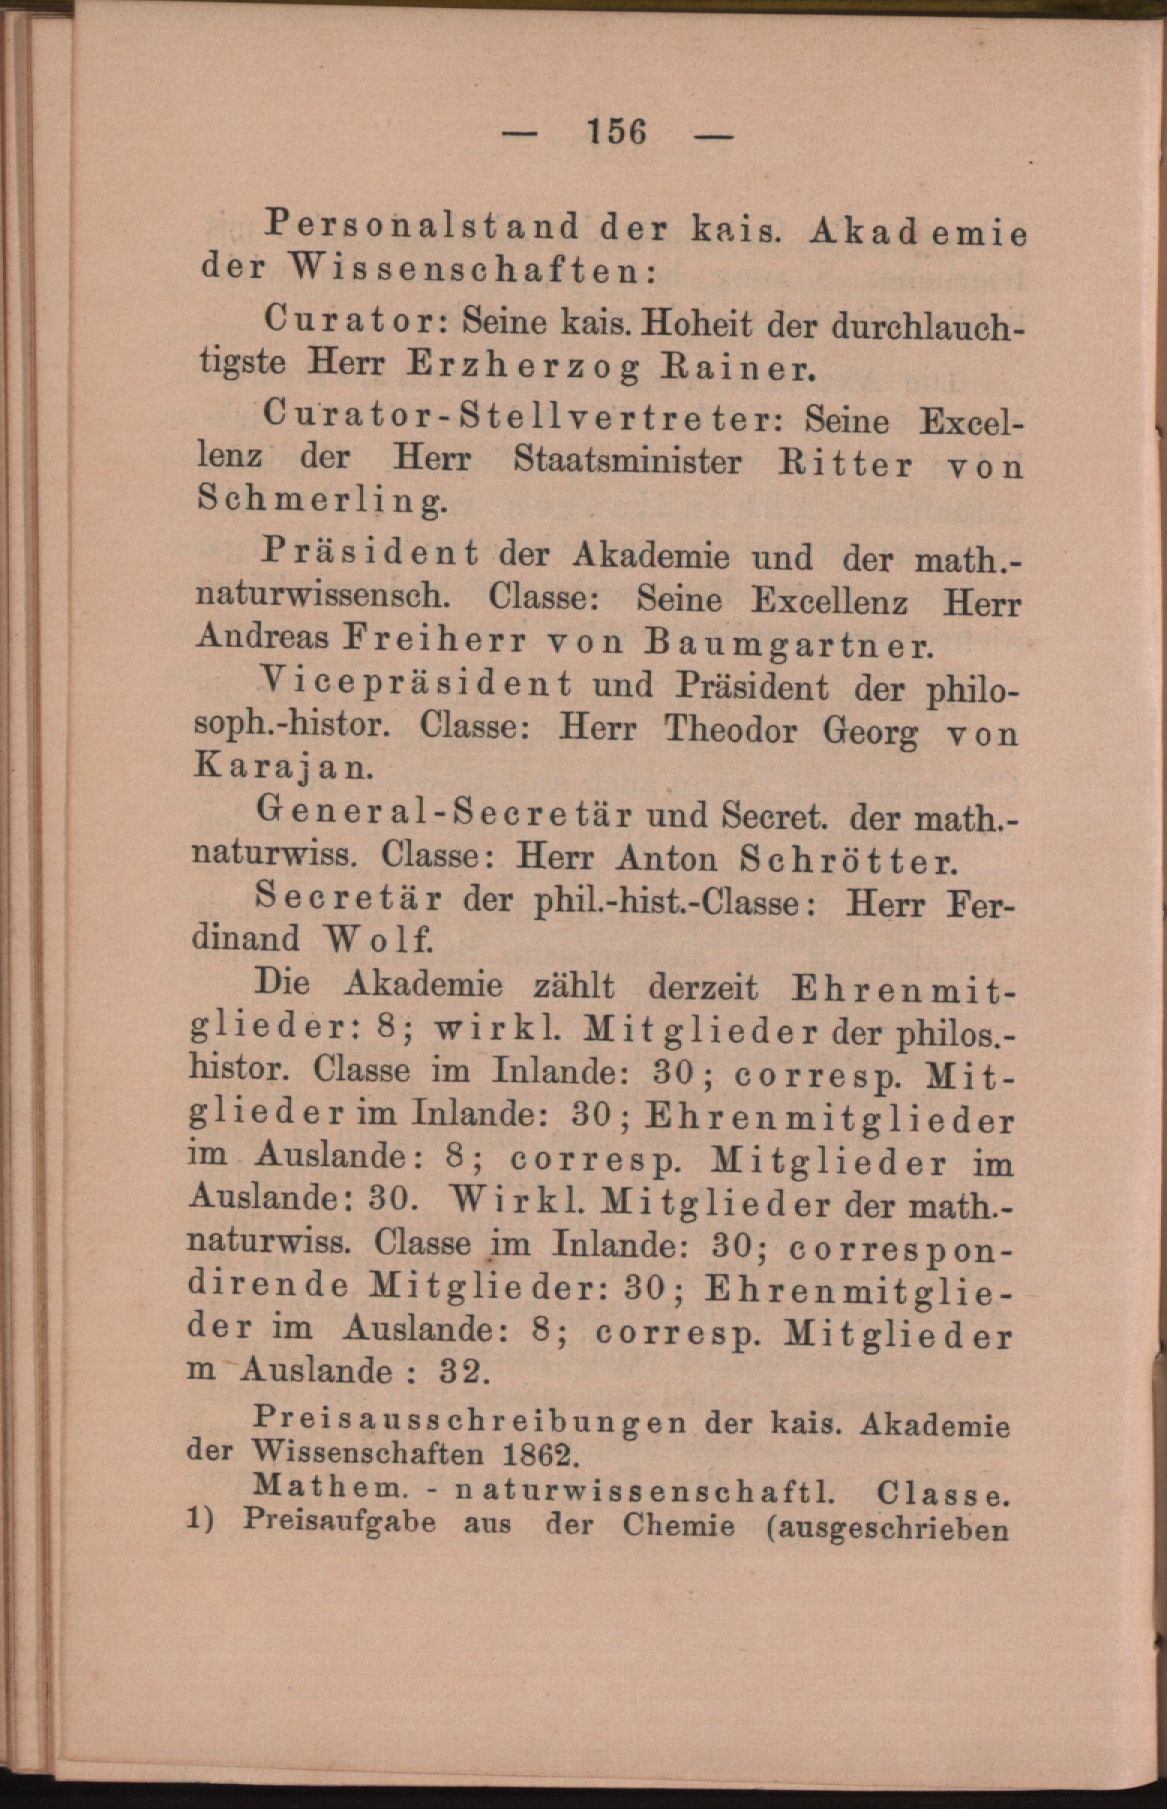 — 156 —
Personalstand der kais. Akademie
der Wissenschaften:
Curator: Seine kais. Hoheit der durchlauch-
tigste Herr Erzherzog Rainer.
Curator-Stellvertreter: Seine Excel-
lenz der Herr Staatsminister Ritter von
Schmerling.
Präsident der Akademie und der math.-
naturwissensch. Classe: Seine Excellenz Herr
Andreas Freiherr von Baumgartner.
Vicepräsident und Präsident der philo-
soph.-histor. Classe: Herr Theodor Georg von
Karajan.
General-Secretär und Secret. der math.-
naturwiss. Classe: Herr Anton Schrötter.
Secretär der phil.-hist.-Classe: Herr Fer-
dinand Wolf.
Die Akademie zählt derzeit Ehrenmit-
glieder: 8; wirkl. Mitglieder der philos.-
histor. Classe im Inlande: 30; corresp. Mit-
glieder im Inlande: 30; Ehrenmitglieder
im Auslande: 8; corresp. Mitglieder im
Auslande: 30. Wirkl. Mitglieder der math.-
naturwiss. Classe im Inlande: 30; correspon-
dirende Mitglieder: 30; Ehrenmitglie-
der im Auslande: 8; corresp. Mitglieder
m Auslande : 32.
Preisausschreibungen der kais. Akademie
der Wissenschaften 1862.
Mathem. - naturwissenschaftl. Classe.
1) Preisaufgabe aus der Chemie (ausgeschrieben